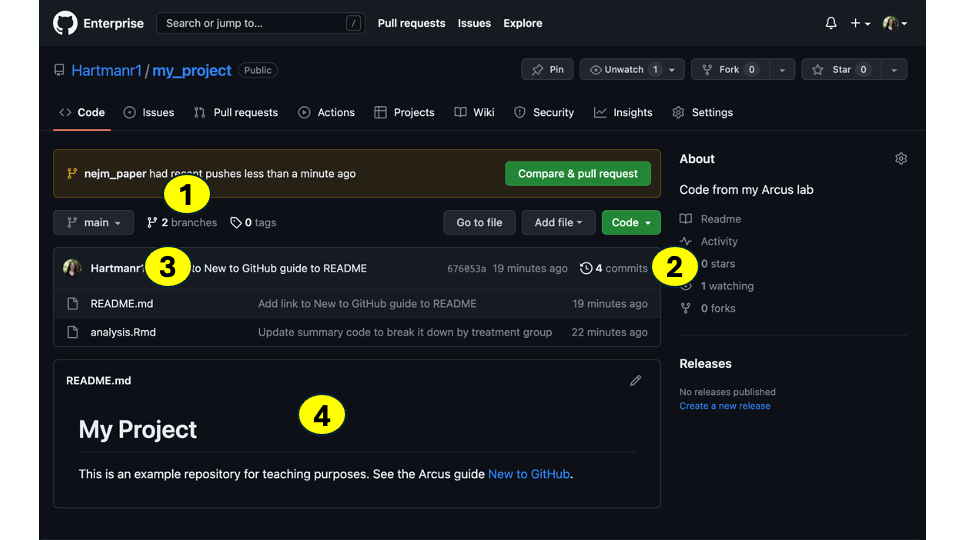 Enterprise Search or jump to... / Pull requests Issues Explore
Hartmanr1 / my_project Public Pin Unwatch 1 Fork 0 Star 0
Code Issues Pull requests Actions Projects Wiki Security Insights Settings
nejm_paper had recent pushes less than a minute ago Compare & pull request
1
main 2 branches 0 tags Go to file Add file Code
Hartmanr1 3 to New to GitHub guide to README 676053a 19 minutes ago 4 commits 2
README.md Add link to New to GitHub guide to README 19 minutes ago
analysis.Rmd Update summary code to break it down by treatment group 22 minutes ago
README.md
4
My Project
This is an example repository for teaching purposes. See the Arcus guide New to GitHub.
About
Code from my Arcus lab
Readme
Activity
0 stars
1 watching
0 forks
Releases
No releases published
Create a new release